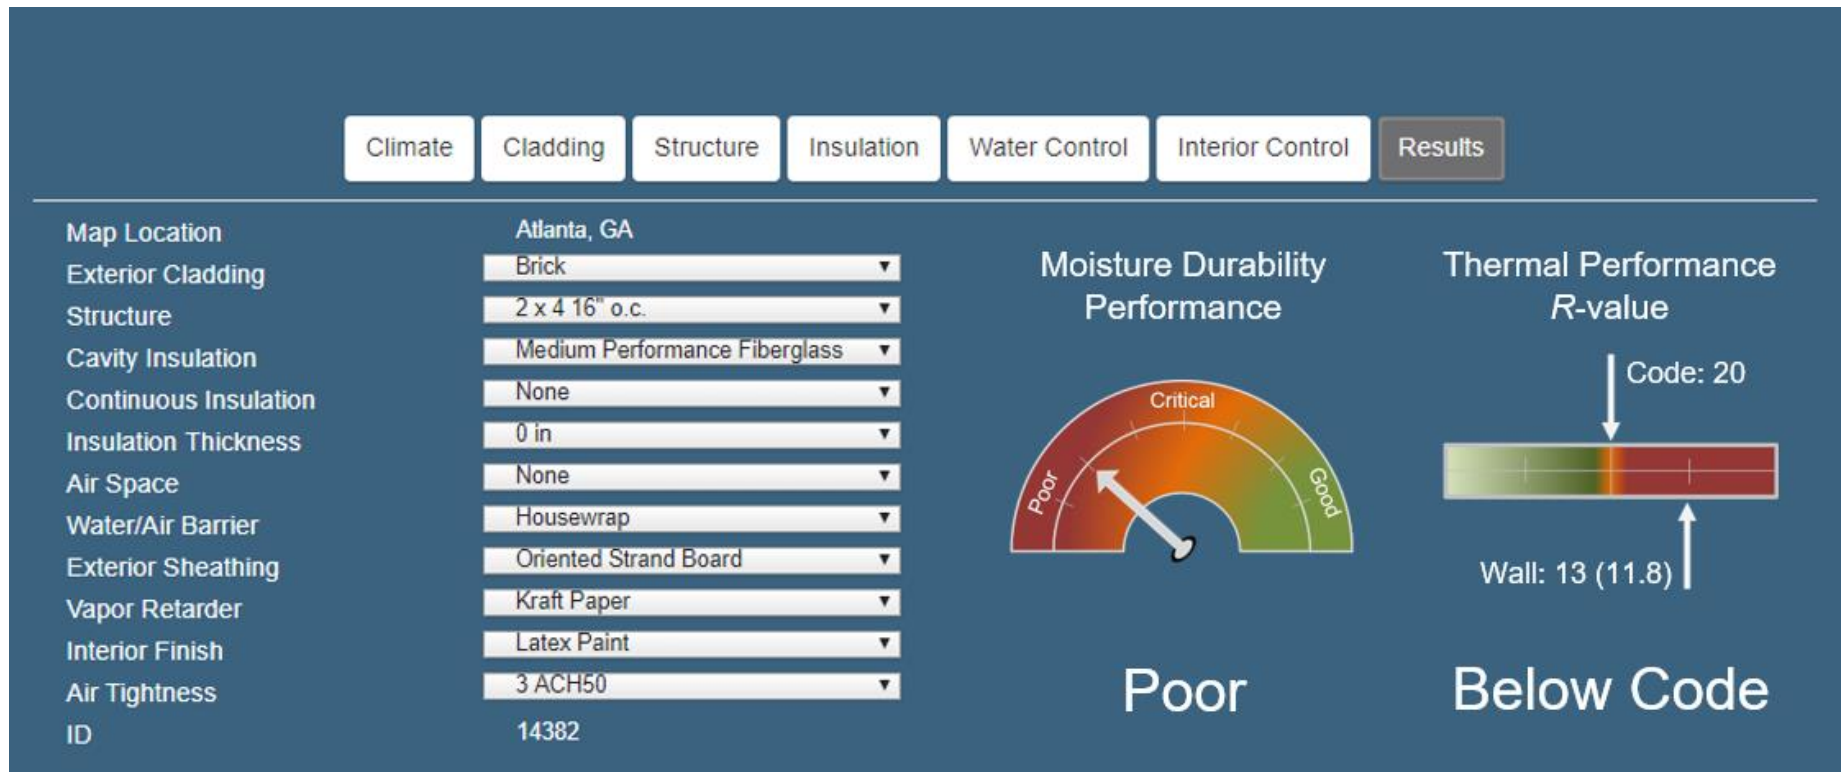 Climate Cladding Structure Insulation Water Control Interior Control Results
Map Location Atlanta, GA
Exterior Cladding Brick
Structure 2 x 4 16" o.c.
Cavity Insulation Medium Performance Fiberglass
Continuous Insulation None
Insulation Thickness 0 in
Air Space None
Water/Air Barrier Housewrap
Exterior Sheathing Oriented Strand Board
Vapor Retarder Kraft Paper
Interior Finish Latex Paint
Air Tightness 3 ACH50
ID 14382
Moisture Durability
Performance
Poor
Critical
Good
Poor
Thermal Performance
R-value
Code: 20
Wall: 13 (11.8)
Below Code